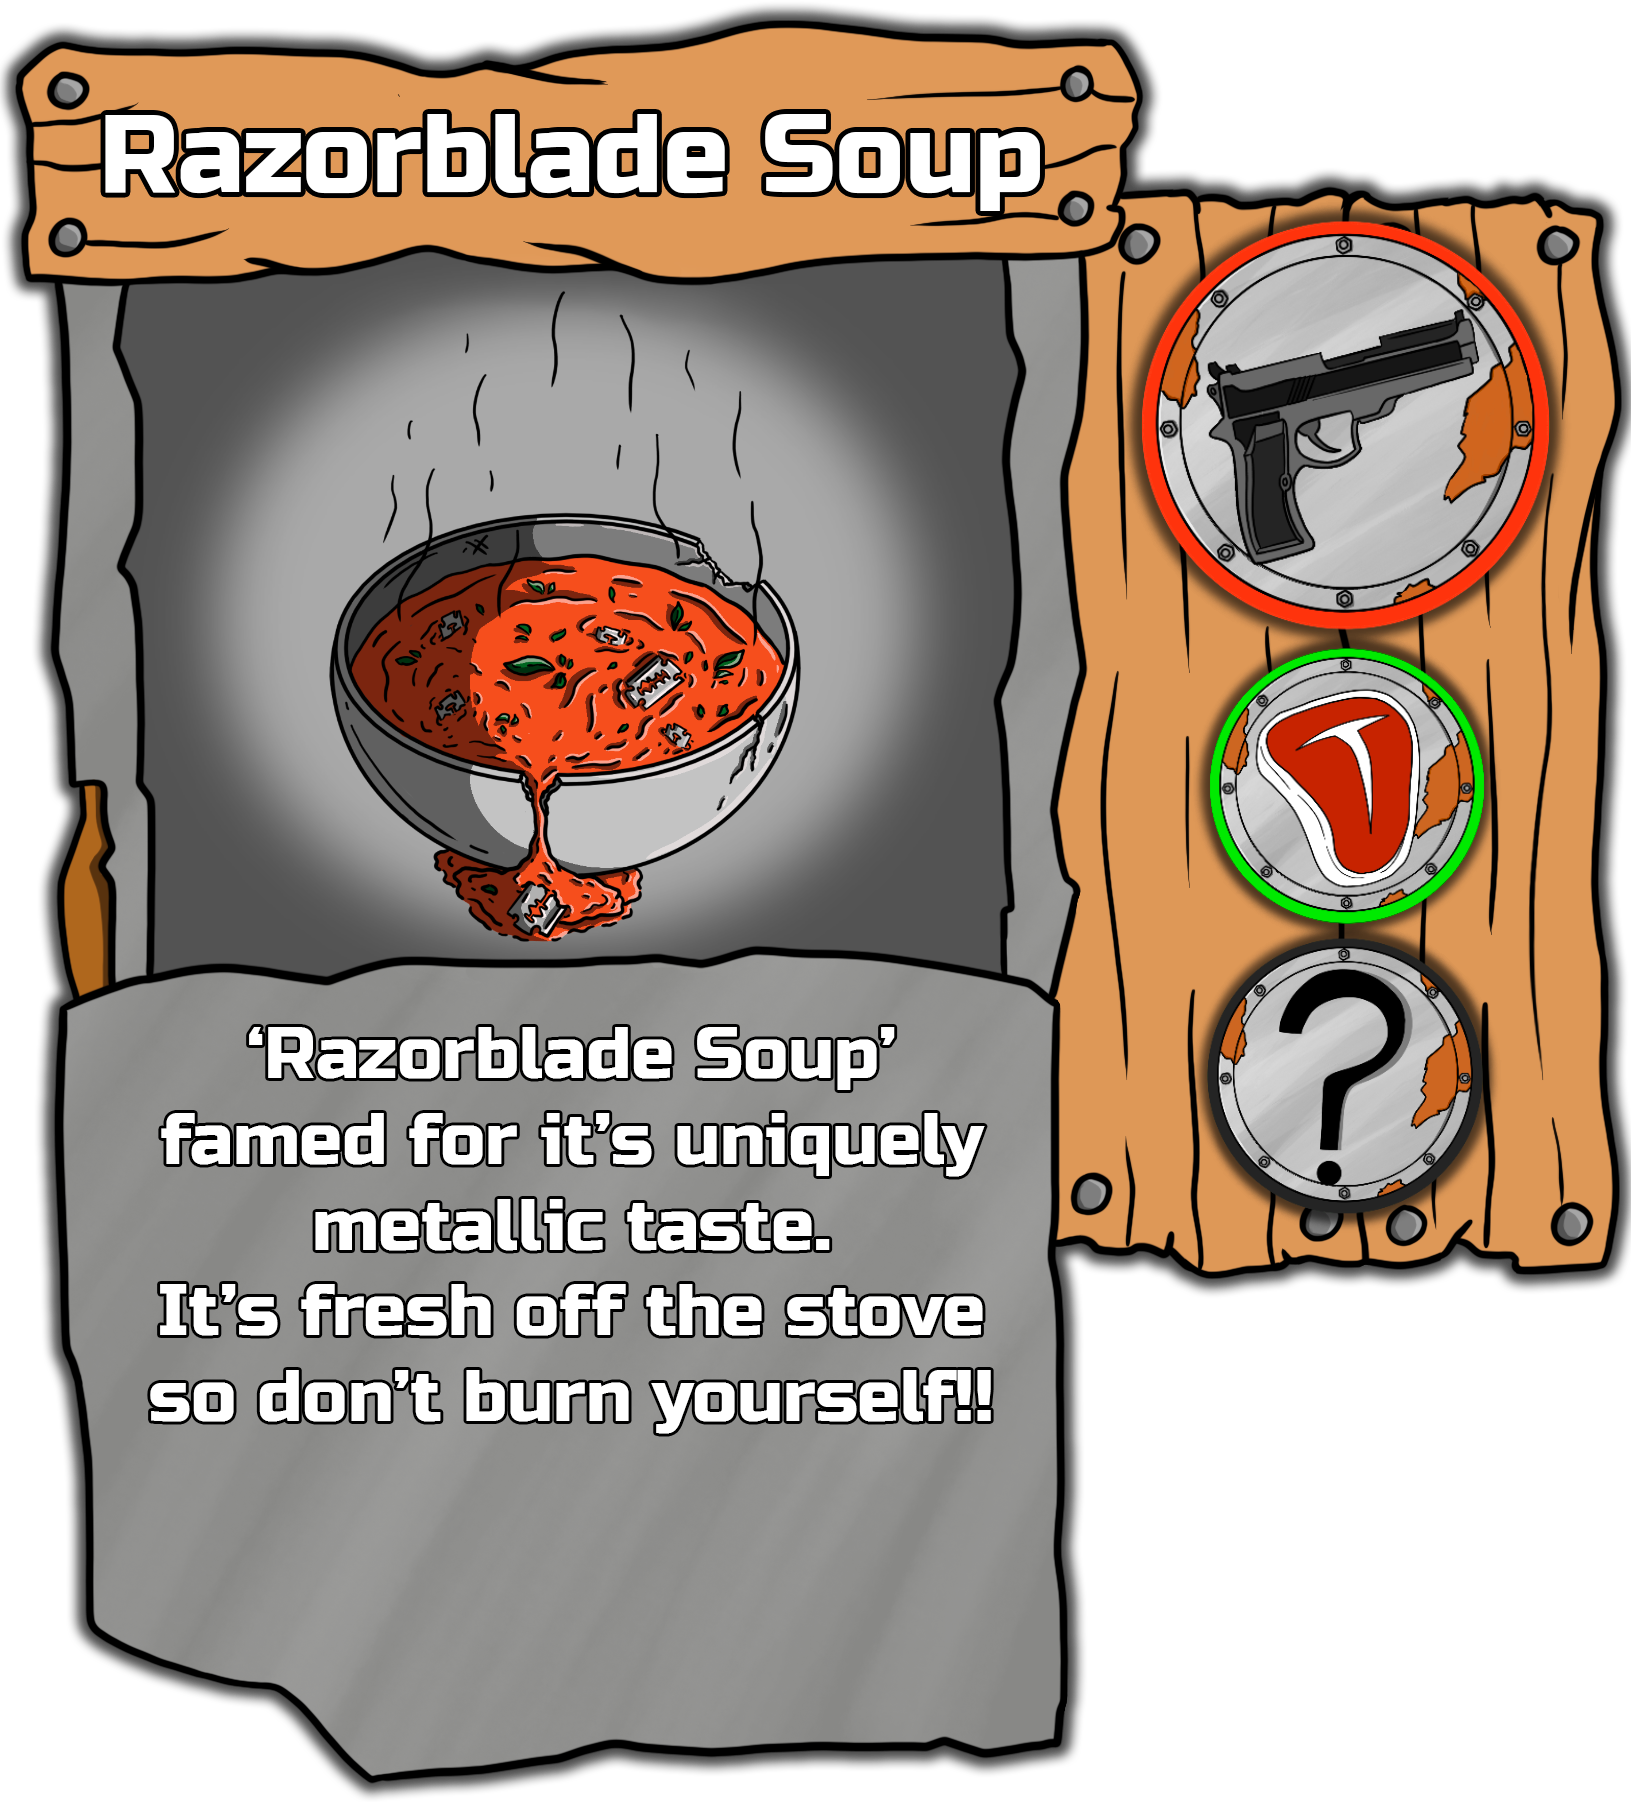 Razorblade Soup
‘Razorblade Soup’
famed for it’s uniquely
metallic taste.
It’s fresh off the stove
so don’t burn yourself!!
?